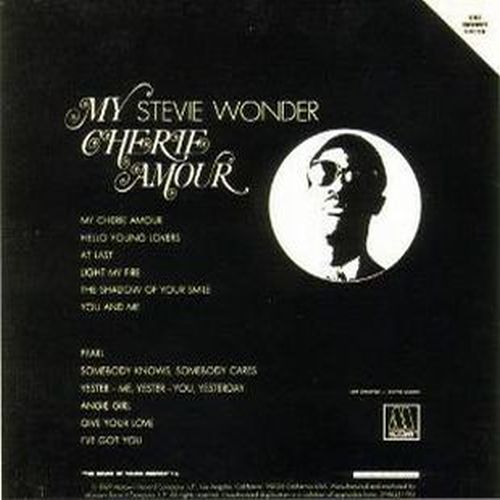 MY STEVIE WONDER
CHERIE
AMOUR
MY CHERIE AMOUR
HELLO YOUNG LOVERS
AT LAST
LIGHT MY FIRE
THE SHADOW OF YOUR SMILE
YOU AND ME
PEARL
SOMEBODY KNOWS, SOMEBODY CARES
YESTER - ME, YESTER - YOU, YESTERDAY
ANGIE GIRL
GIVE YOUR LOVE
I'VE GOT YOU